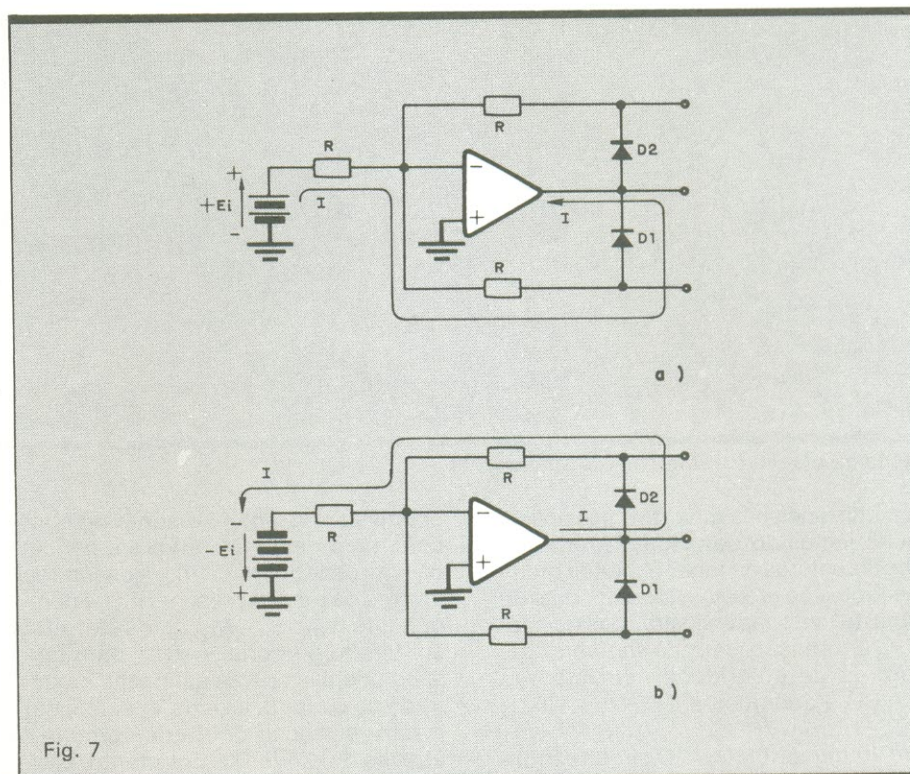 R
D2
R
+
+Ei
-
I
-
+
I
D1
R
a )
I
R
D2
-
-Ei
+
R
-
+
I
D1
R
b )
Fig. 7